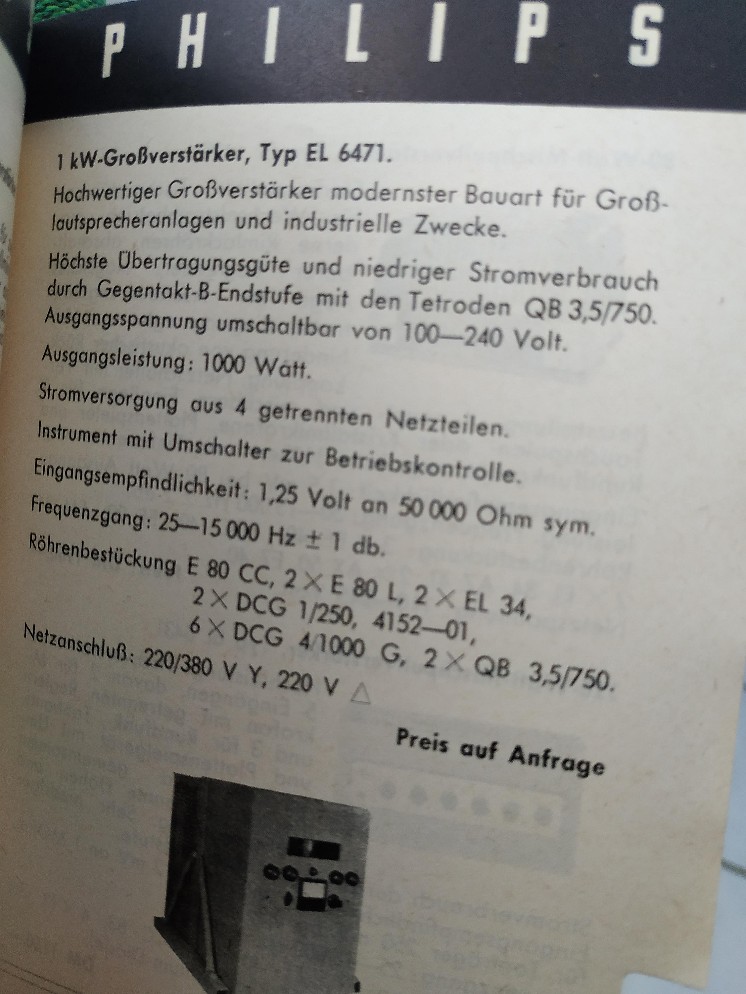 PHILIPS
1 kW-Großverstärker, Typ EL 6471.
Hochwertiger Großverstärker modernster Bauart für Groß-
lautsprecheranlagen und industrielle Zwecke.
Höchste Übertragungsgüte und niedriger Stromverbrauch
durch Gegentakt-B-Endstufe mit den Tetroden QB 3,5/750.
Ausgangsspannung umschaltbar von 100—240 Volt.
Ausgangsleistung: 1000 Watt.
Stromversorgung aus 4 getrennten Netzteilen.
Instrument mit Umschalter zur Betriebskontrolle.
Eingangsempfindlichkeit: 1,25 Volt an 50 000 Ohm sym.
Frequenzgang: 25—15 000 Hz ± 1 db.
Röhrenbestückung E 80 CC, 2 × E 80 L, 2 × EL 34,
2 × DCG 1/250, 4152—01,
6 × DCG 4/1000 G, 2 × QB 3,5/750.
Netzanschluß: 220/380 V Y, 220 V △
Preis auf Anfrage